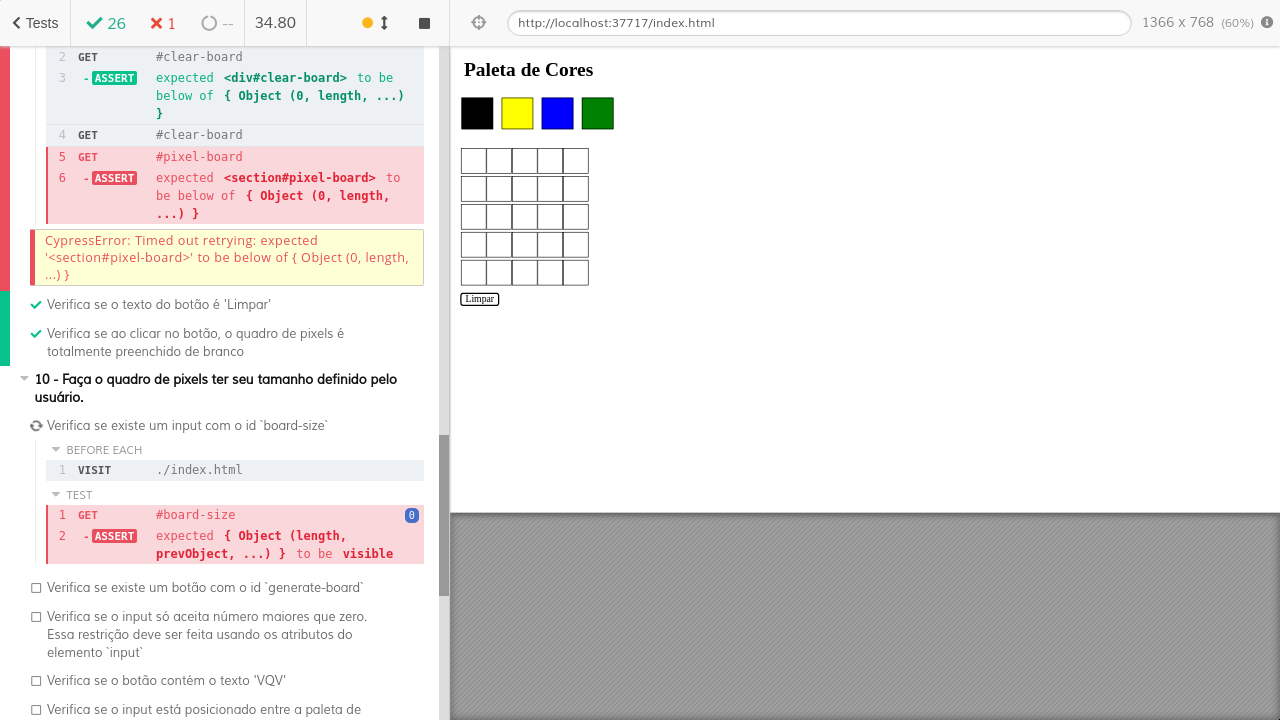 Tests 26 1 -- 34.80
http://localhost:37717/index.html 1366 x 768 (60%)
2 GET #clear-board
3 - ASSERT expected <div#clear-board> to be
below of { Object (0, length, ...)
}
4 GET #clear-board
5 GET #pixel-board
6 - ASSERT expected <section#pixel-board> to
be below of { Object (0, length,
...) }
CypressError: Timed out retrying: expected
'<section#pixel-board>' to be below of { Object (0, length,
...) }
Verifica se o texto do botão é 'Limpar'
Verifica se ao clicar no botão, o quadro de pixels é
totalmente preenchido de branco
10 - Faça o quadro de pixels ter seu tamanho definido pelo
usuário.
Verifica se existe um input com o id `board-size`
BEFORE EACH
1 VISIT ./index.html
TEST
1 GET #board-size 0
2 - ASSERT expected { Object (length,
prevObject, ...) } to be visible
Verifica se existe um botão com o id `generate-board`
Verifica se o input só aceita número maiores que zero.
Essa restrição deve ser feita usando os atributos do
elemento `input`
Verifica se o botão contém o texto 'VQV'
Verifica se o input está posicionado entre a paleta de
Paleta de Cores
Limpar